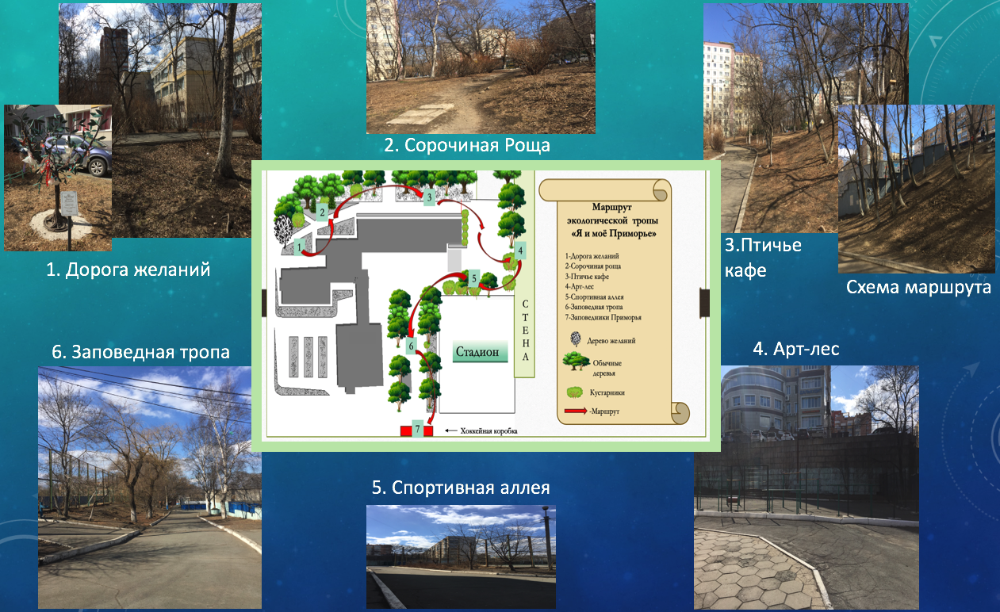 2. Сорочиная Роща
1. Дорога желаний
3.Птичье
кафе
Схема маршрута
6. Заповедная тропа
4. Арт-лес
5. Спортивная аллея
1
2
3
4
5
6
7
СТЕНА
Стадион
Хоккейная коробка
Маршрут
экологической тропы
«Я и моё Приморье»
1-Дорога желаний
2-Сорочиная роща
3-Птичье кафе
4-Арт-лес
5-Спортивная аллея
6-Заповедная тропа
7-Заповедники Приморья
Дерево желаний
Обычные
деревья
Кустарники
-Маршрут